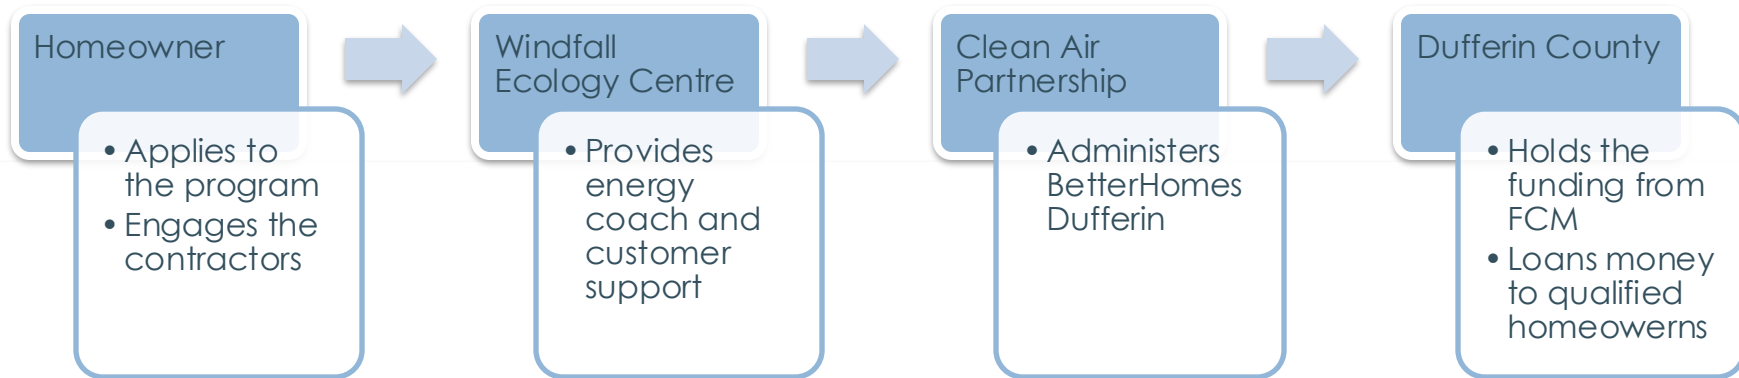 Homeowner
• Applies to
the program
• Engages the
contractors
Windfall
Ecology Centre
• Provides
energy
coach and
customer
support
Clean Air
Partnership
• Administers
BetterHomes
Dufferin
Dufferin County
• Holds the
funding from
FCM
• Loans money
to qualified
homeowerns